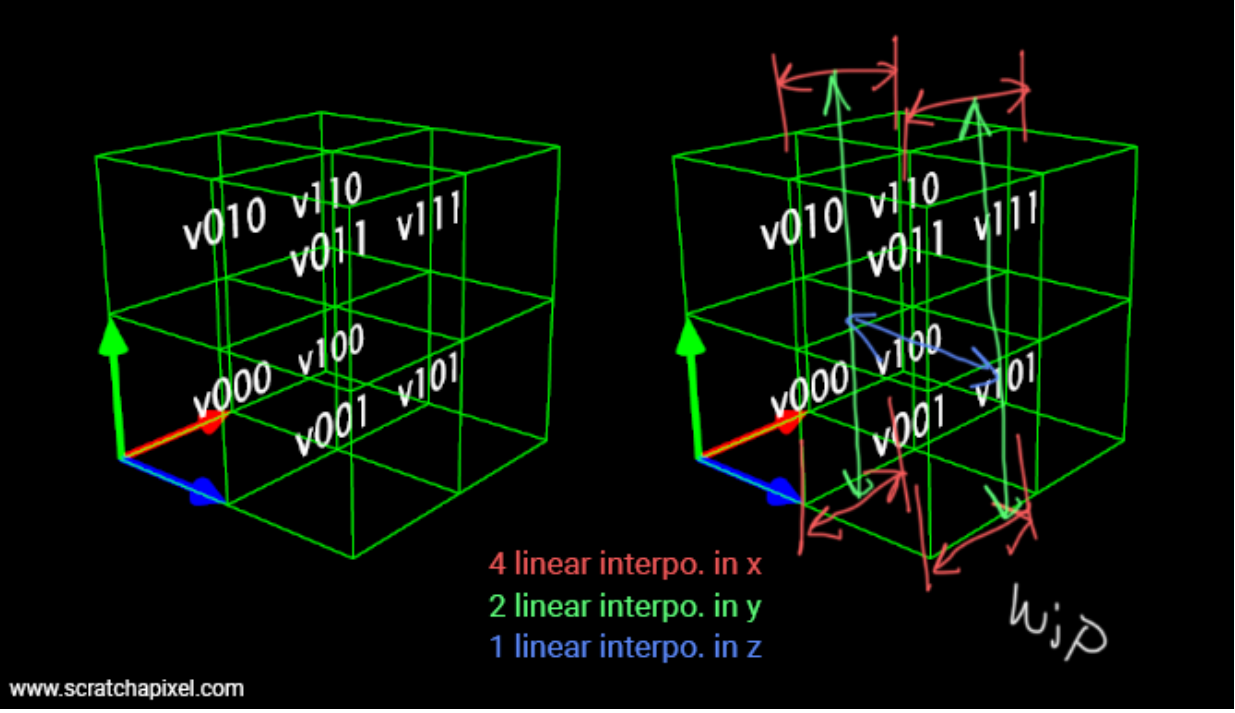 v010 v110 v111
v011
v000 v100 v101
v001
v010 v110 v111
v011
v000 v100 v101
v001
4 linear interpo. in x
2 linear interpo. in y
1 linear interpo. in z
WiP
www.scratchapixel.com